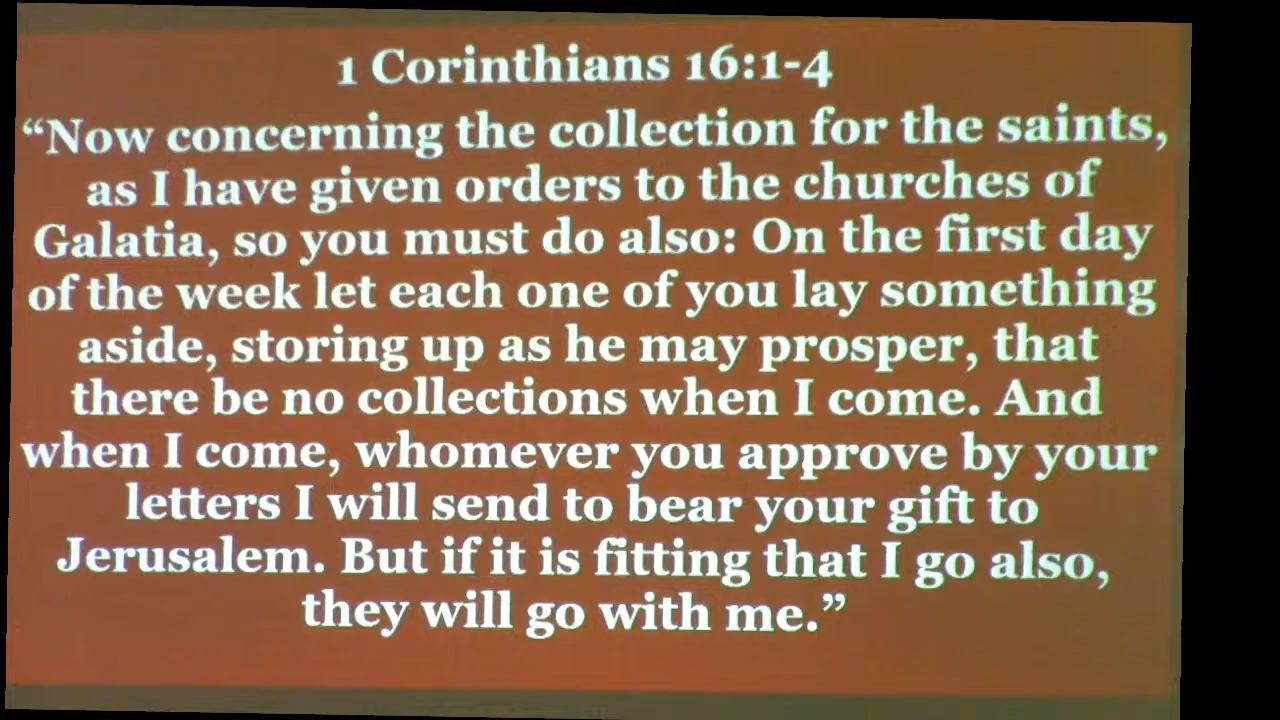 1 Corinthians 16:1-4
“Now concerning the collection for the saints,
as I have given orders to the churches of
Galatia, so you must do also: On the first day
of the week let each one of you lay something
aside, storing up as he may prosper, that
there be no collections when I come. And
when I come, whomever you approve by your
letters I will send to bear your gift to
Jerusalem. But if it is fitting that I go also,
they will go with me.”